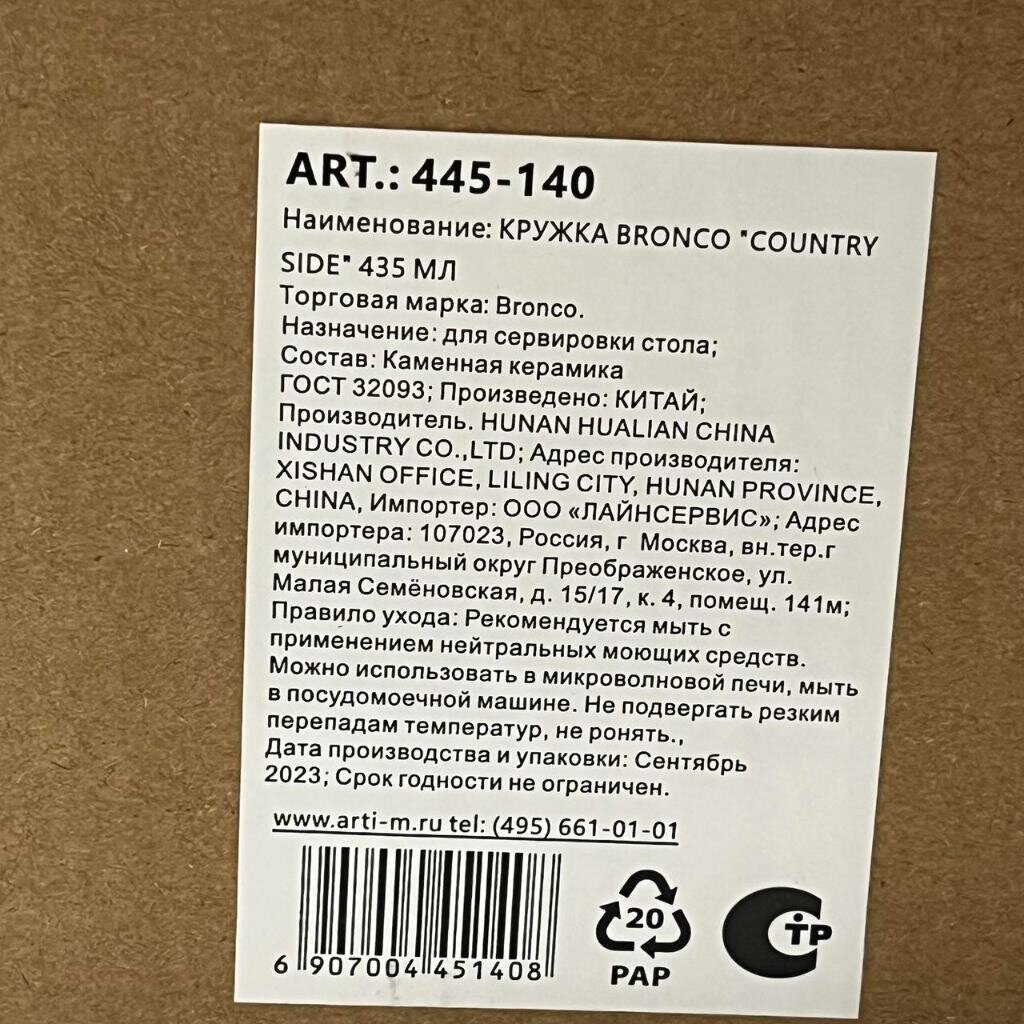 ART.: 445-140
Наименование: КРУЖКА BRONCO "COUNTRY
SIDE" 435 МЛ
Торговая марка: Bronco.
Назначение: для сервировки стола;
Состав: Каменная керамика
ГОСТ 32093; Произведено: КИТАЙ;
Производитель. HUNAN HUALIAN CHINA
INDUSTRY CO.,LTD; Адрес производителя:
XISHAN OFFICE, LILING CITY, HUNAN PROVINCE,
CHINA, Импортер: ООО «ЛАЙНСЕРВИС»; Адрес
импортера: 107023, Россия, г Москва, вн.тер.г
муниципальный округ Преображенское, ул.
Малая Семёновская, д. 15/17, к. 4, помещ. 141м;
Правило ухода: Рекомендуется мыть с
применением нейтральных моющих средств.
Можно использовать в микроволновой печи, мыть
в посудомоечной машине. Не подвергать резким
перепадам температур, не ронять.,
Дата производства и упаковки: Сентябрь
2023; Срок годности не ограничен.
www.arti-m.ru tel: (495) 661-01-01
6 907004 451408
20
PAP
СТР